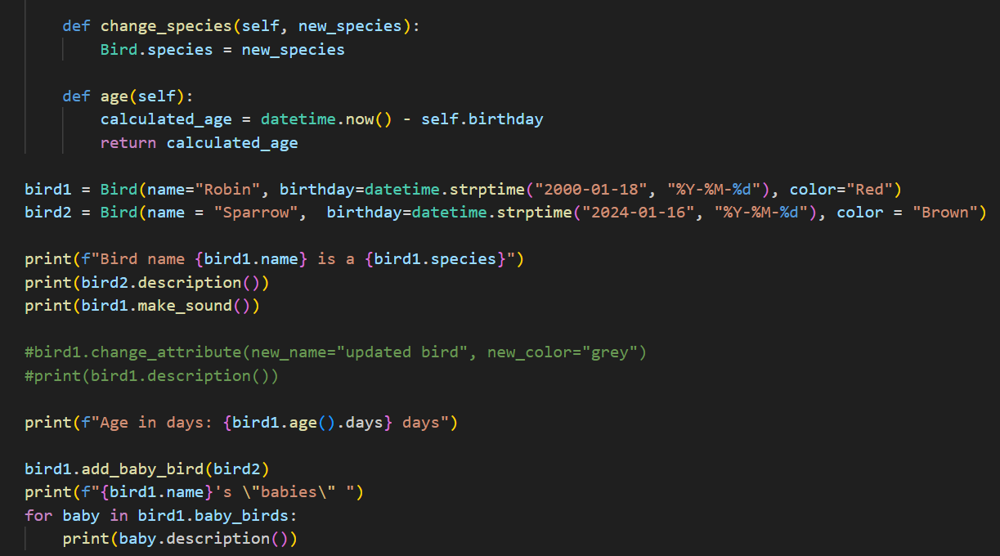 def change_species(self, new_species):
        Bird.species = new_species

    def age(self):
        calculated_age = datetime.now() - self.birthday
        return calculated_age

bird1 = Bird(name="Robin", birthday=datetime.strptime("2000-01-18", "%Y-%M-%d"), color="Red")
bird2 = Bird(name = "Sparrow",  birthday=datetime.strptime("2024-01-16", "%Y-%M-%d"), color = "Brown")

print(f"Bird name {bird1.name} is a {bird1.species}")
print(bird2.description())
print(bird1.make_sound())

#bird1.change_attribute(new_name="updated bird", new_color="grey")
#print(bird1.description())

print(f"Age in days: {bird1.age().days} days")

bird1.add_baby_bird(bird2)
print(f"{bird1.name}'s \"babies\" ")
for baby in bird1.baby_birds:
    print(baby.description())